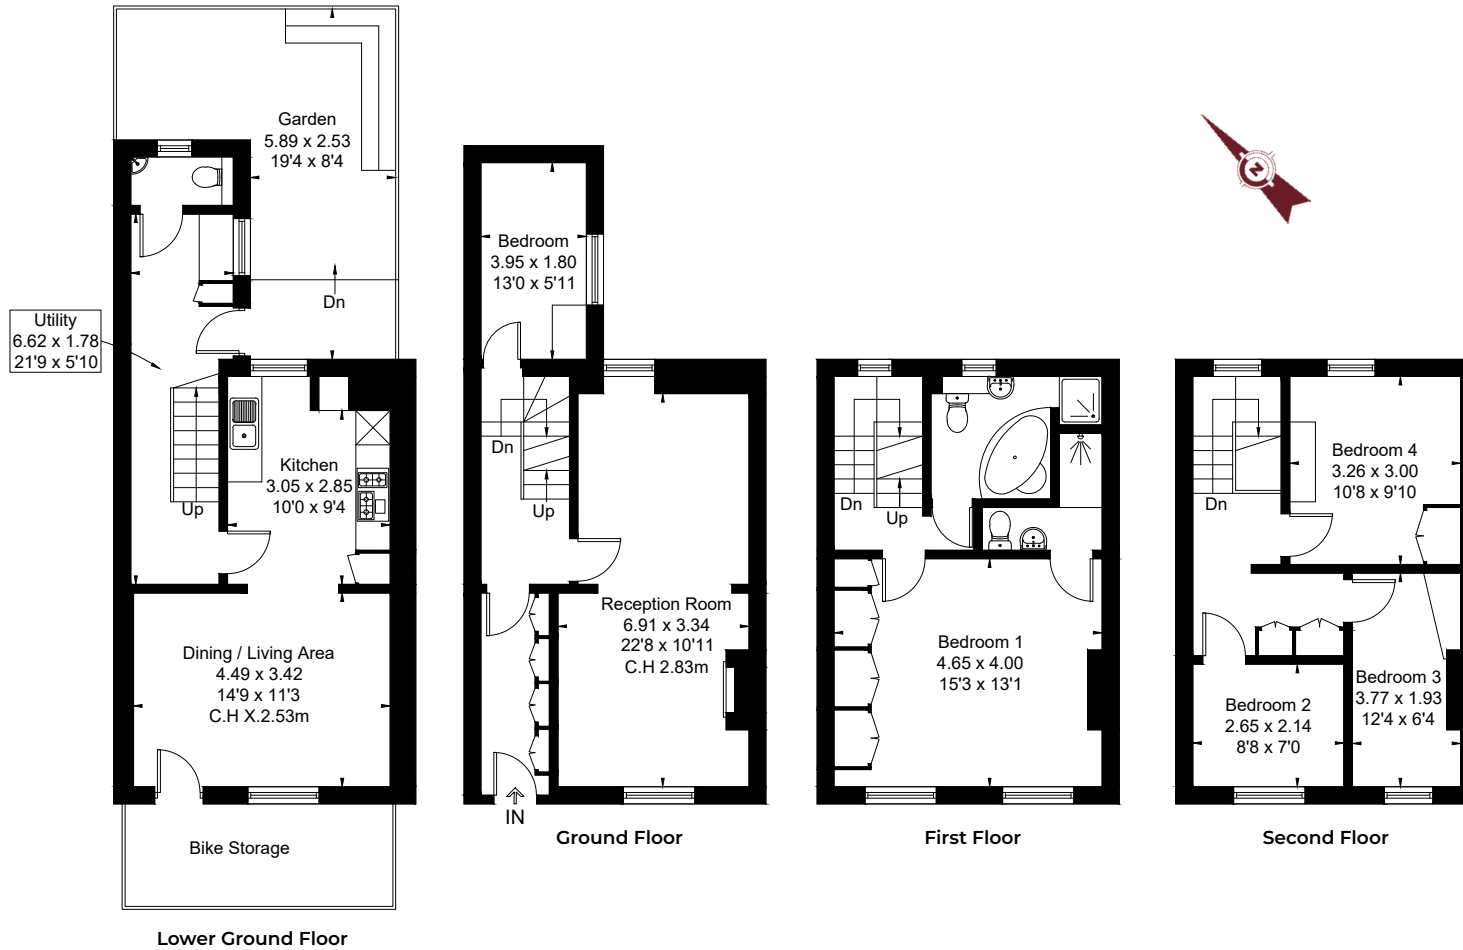 Garden
5.89 x 2.53
19'4 x 8'4
Dn
Utility
6.62 x 1.78
21'9 x 5'10
Kitchen
3.05 x 2.85
10'0 x 9'4
Up
Dining / Living Area
4.49 x 3.42
14'9 x 11'3
C.H X.2.53m
Bike Storage
Lower Ground Floor
Bedroom
3.95 x 1.80
13'0 x 5'11
Dn
Up
Reception Room
6.91 x 3.34
22'8 x 10'11
C.H 2.83m
IN
Ground Floor
Dn
Up
Bedroom 1
4.65 x 4.00
15'3 x 13'1
First Floor
N
Dn
Bedroom 4
3.26 x 3.00
10'8 x 9'10
Bedroom 3
3.77 x 1.93
12'4 x 6'4
Bedroom 2
2.65 x 2.14
8'8 x 7'0
Second Floor